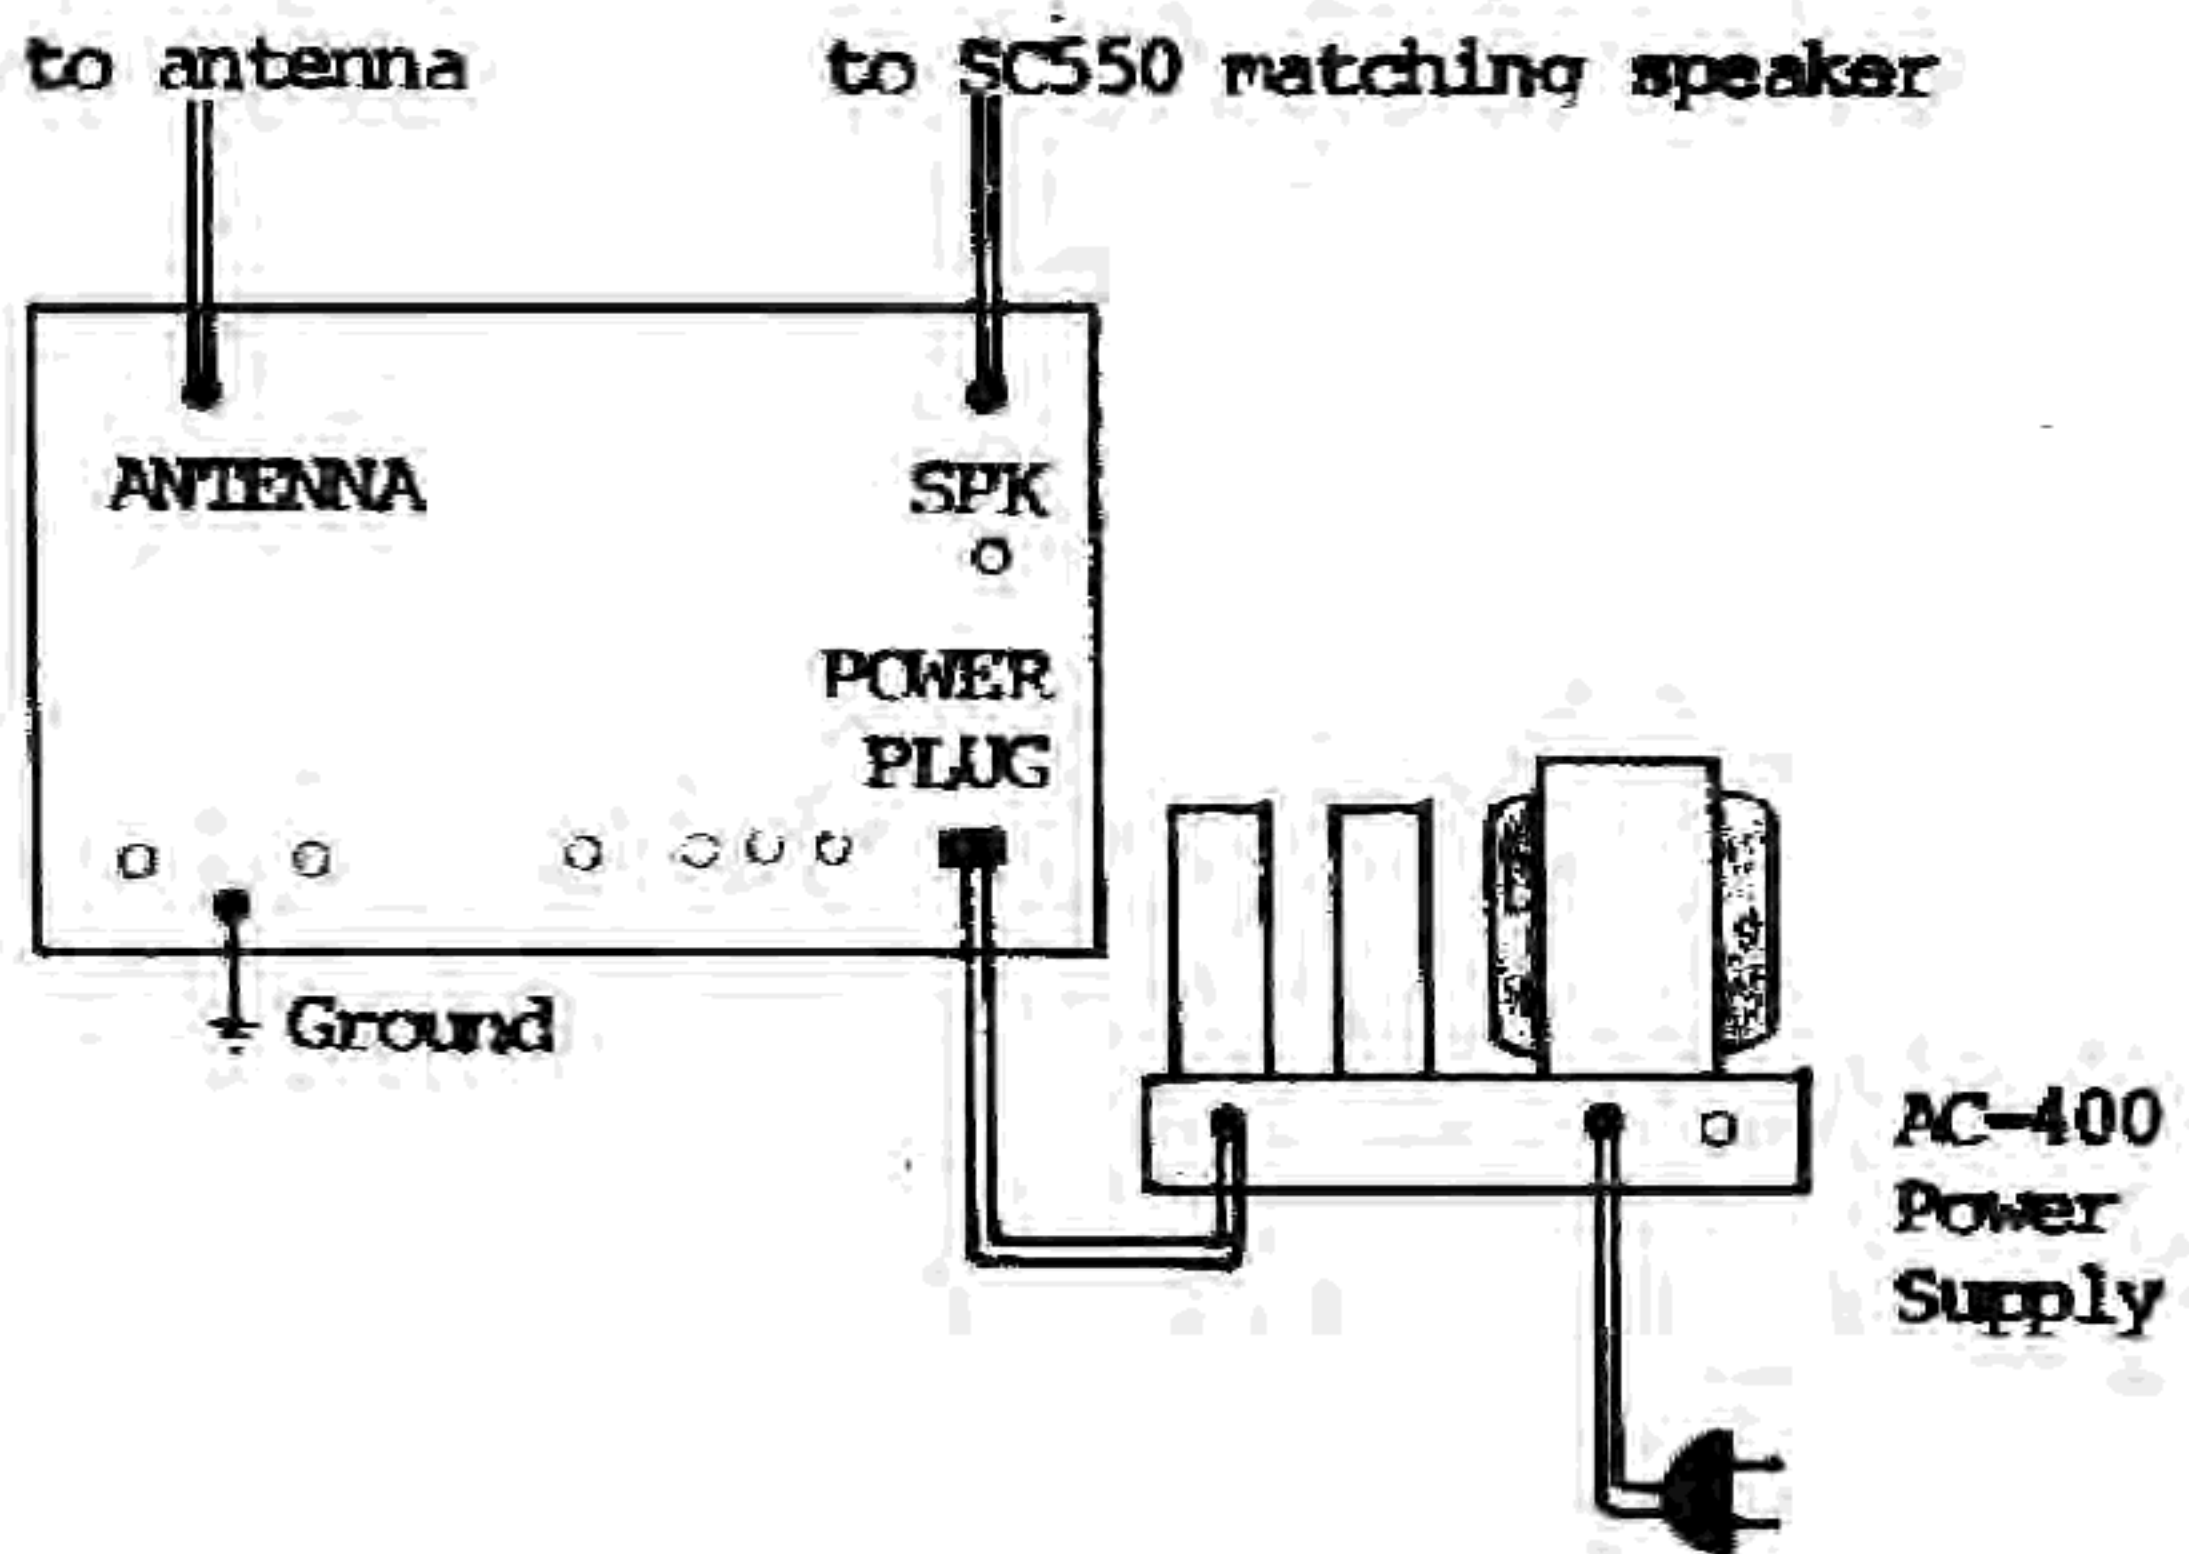 to antenna
to SC550 matching speaker
ANTENNA
SPK
POWER
PLUG
Ground
AC-400
Power
Supply